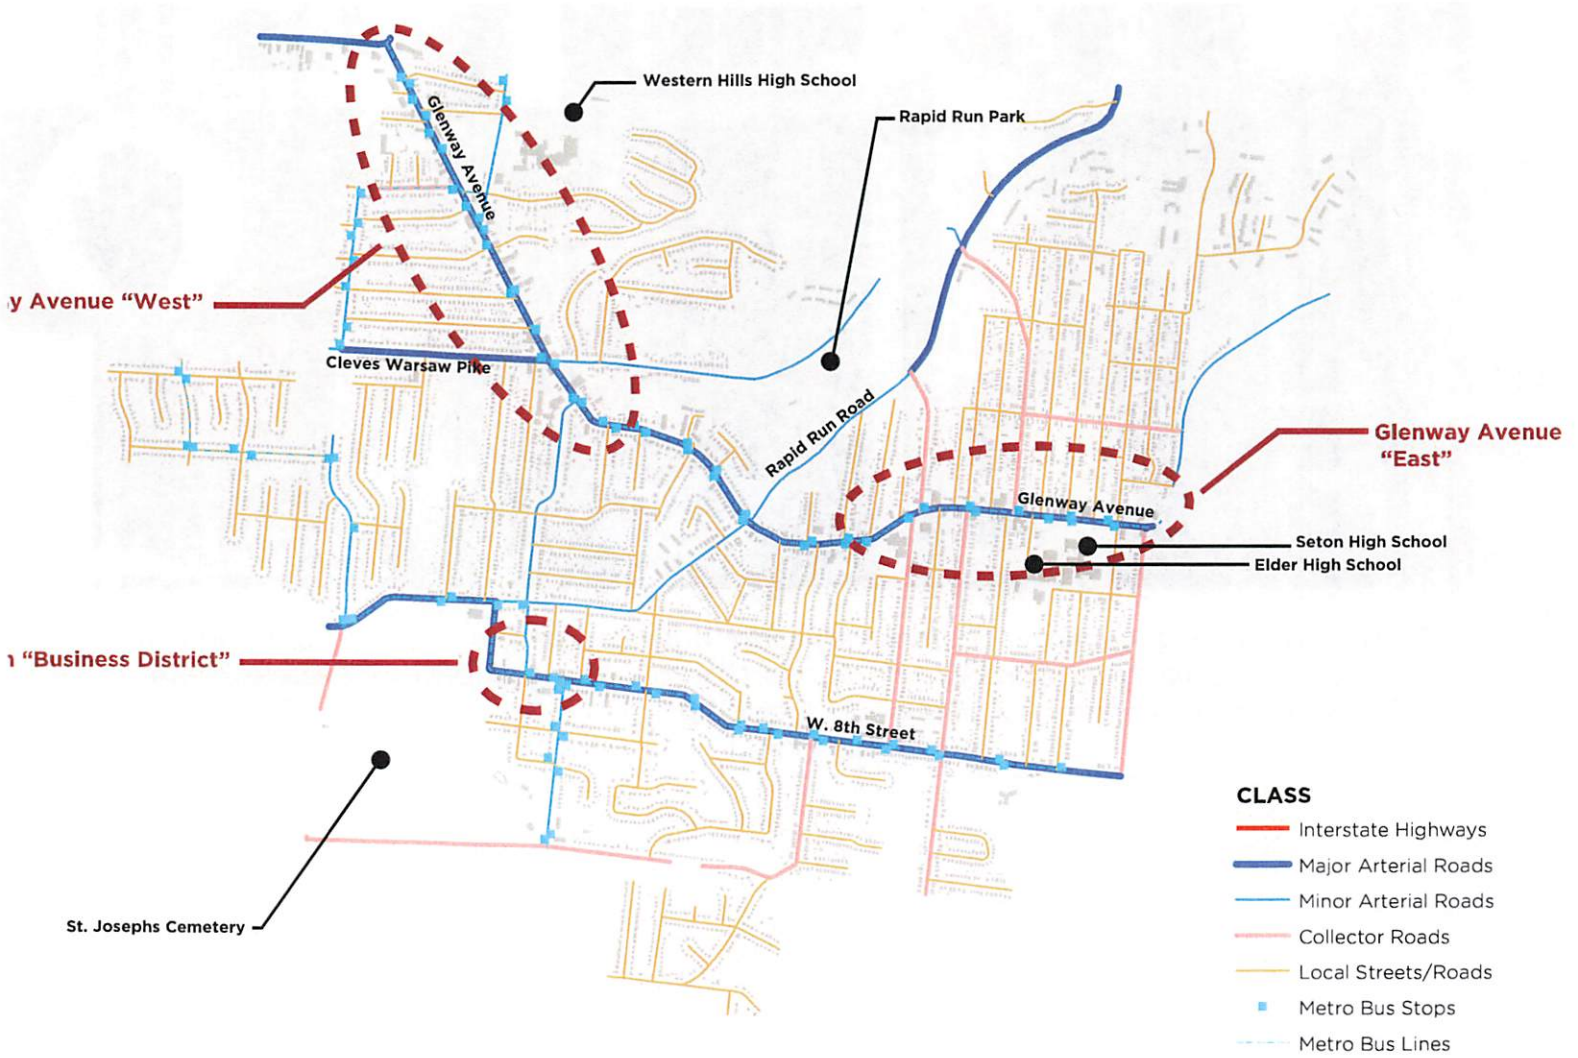 Western Hills High School
Rapid Run Park
Glenway Avenue
y Avenue “West”
Cleves Warsaw Pike
Rapid Run Road
Glenway Avenue
“East”
Glenway Avenue
Seton High School
Elder High School
n “Business District”
W. 8th Street
St. Josephs Cemetery
CLASS
Interstate Highways
Major Arterial Roads
Minor Arterial Roads
Collector Roads
Local Streets/Roads
Metro Bus Stops
Metro Bus Lines